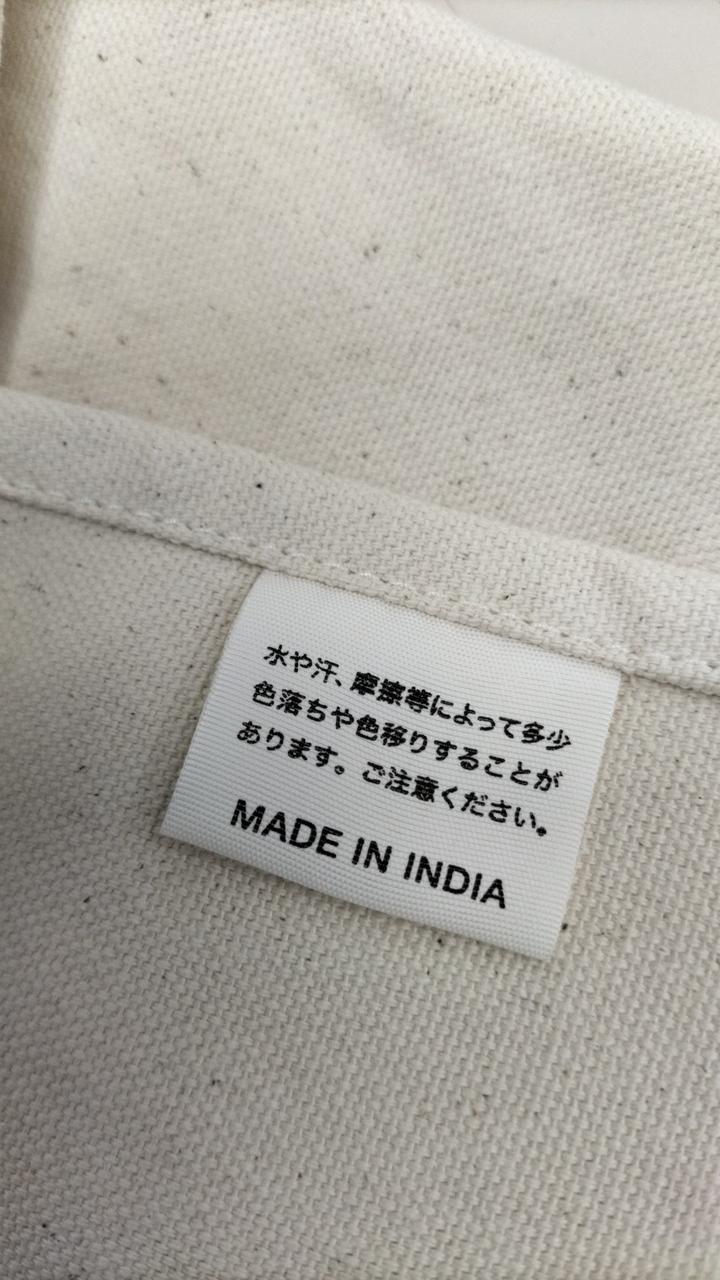 水や汗、摩擦等によって多少
色落ちや色移りすることが
あります。ご注意ください。
MADE IN INDIA